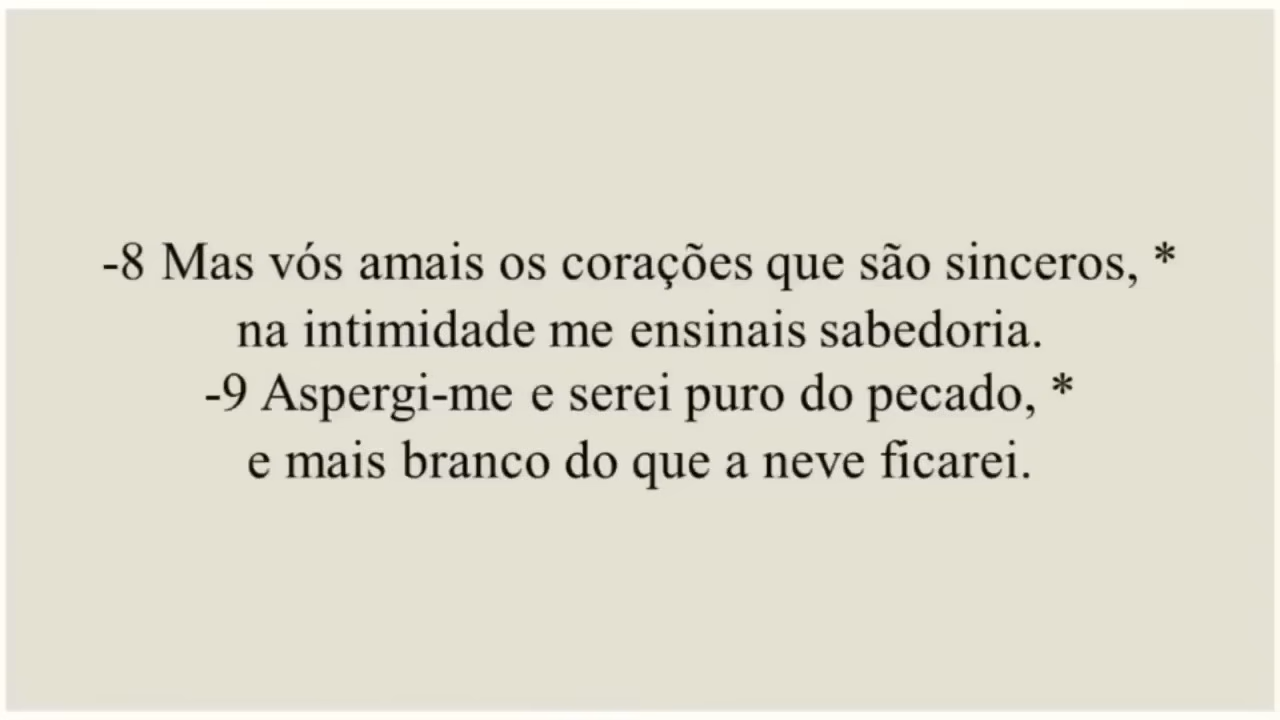 -8 Mas vós amais os corações que são sinceros, *
na intimidade me ensinais sabedoria.
-9 Aspergi-me e serei puro do pecado, *
e mais branco do que a neve ficarei.